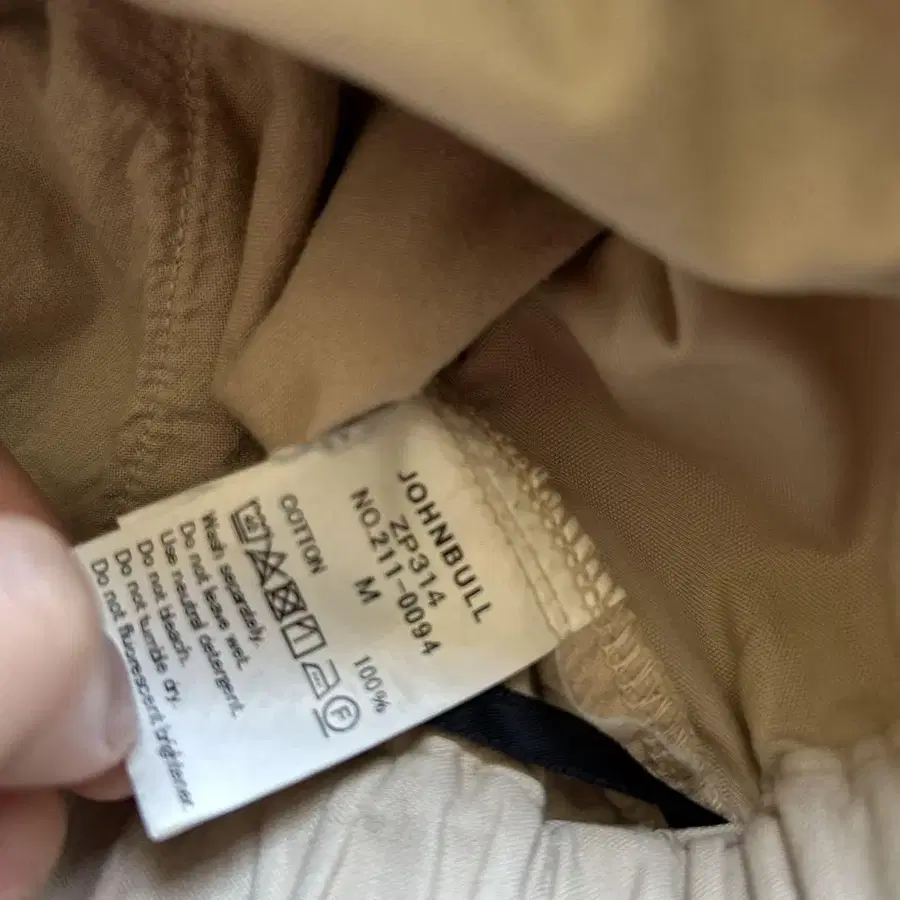 JOHNBULL
ZP314
NO.211-0094
M
COTTON 100%
Wash separately.
Do not leave wet.
Use neutral detergent.
Do not bleach.
Do not tumble dry.
Do not fluorescent brightener.